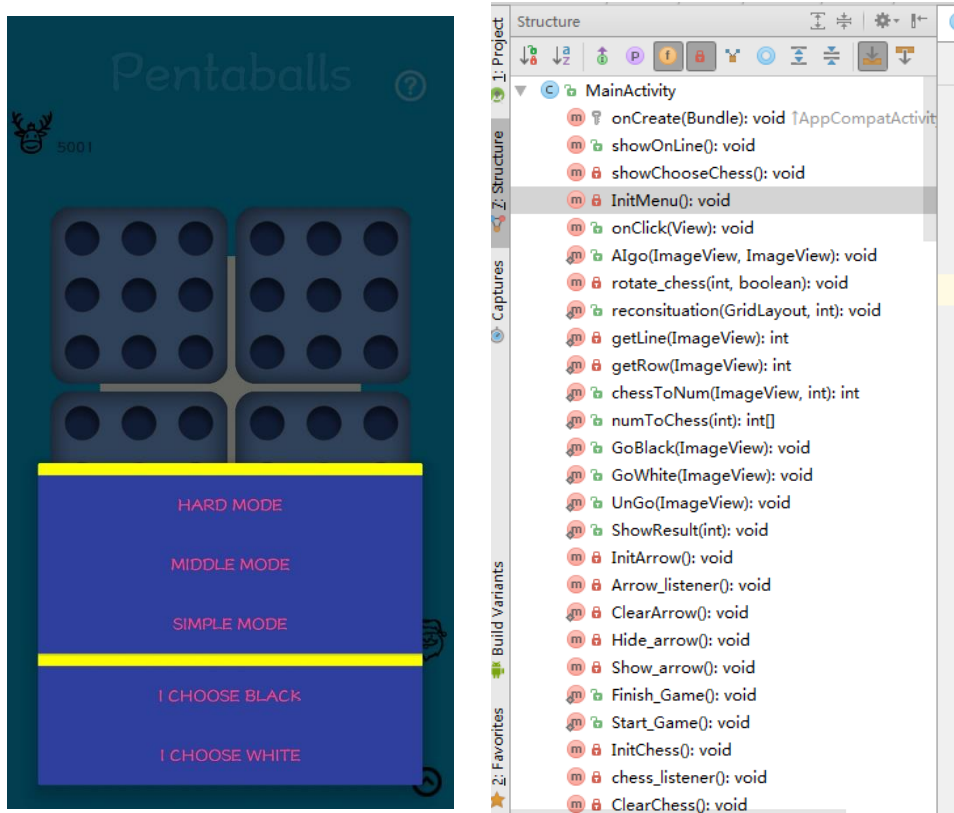 Pentaballs
?
5001
HARD MODE
MIDDLE MODE
SIMPLE MODE
I CHOOSE BLACK
I CHOOSE WHITE
1: Project
7: Structure
Captures
Build Variants
2: Favorites
Structure
MainActivity
onCreate(Bundle): void ↑AppCompatActivit
showOnLine(): void
showChooseChess(): void
InitMenu(): void
onClick(View): void
AIgo(ImageView, ImageView): void
rotate_chess(int, boolean): void
reconsituation(GridLayout, int): void
getLine(ImageView): int
getRow(ImageView): int
chessToNum(ImageView, int): int
numToChess(int): int[]
GoBlack(ImageView): void
GoWhite(ImageView): void
UnGo(ImageView): void
ShowResult(int): void
InitArrow(): void
Arrow_listener(): void
ClearArrow(): void
Hide_arrow(): void
Show_arrow(): void
Finish_Game(): void
Start_Game(): void
InitChess(): void
chess_listener(): void
ClearChess(): void